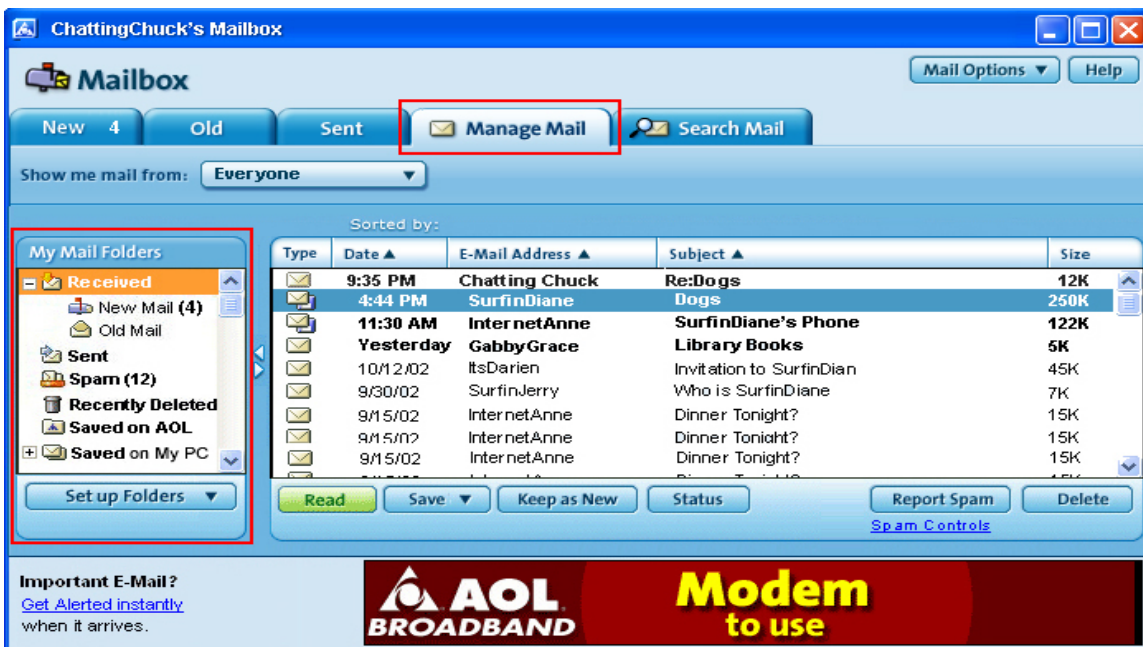 ChattingChuck's Mailbox
Mailbox
Mail Options Help
New 4 Old Sent Manage Mail Search Mail
Show me mail from: Everyone
Sorted by:
My Mail Folders
Type Date E-Mail Address Subject Size
Received
New Mail (4)
Old Mail
Sent
Spam (12)
Recently Deleted
Saved on AOL
Saved on My PC
Set up Folders
9:35 PM Chatting Chuck Re:Dogs 12K
4:44 PM SurfinDiane Dogs 250K
11:30 AM InternetAnne SurfinDiane's Phone 122K
Yesterday GabbyGrace Library Books 5K
10/12/02 ItsDarien Invitation to SurfinDian 45K
9/30/02 SurfinJerry Who is SurfinDiane 7K
9/15/02 InternetAnne Dinner Tonight? 15K
9/15/02 InternetAnne Dinner Tonight? 15K
9/15/02 InternetAnne Dinner Tonight? 15K
Read Save Keep as New Status Report Spam Delete
Spam Controls
Important E-Mail?
Get Alerted instantly
when it arrives.
AOL
BROADBAND
Modem
to use